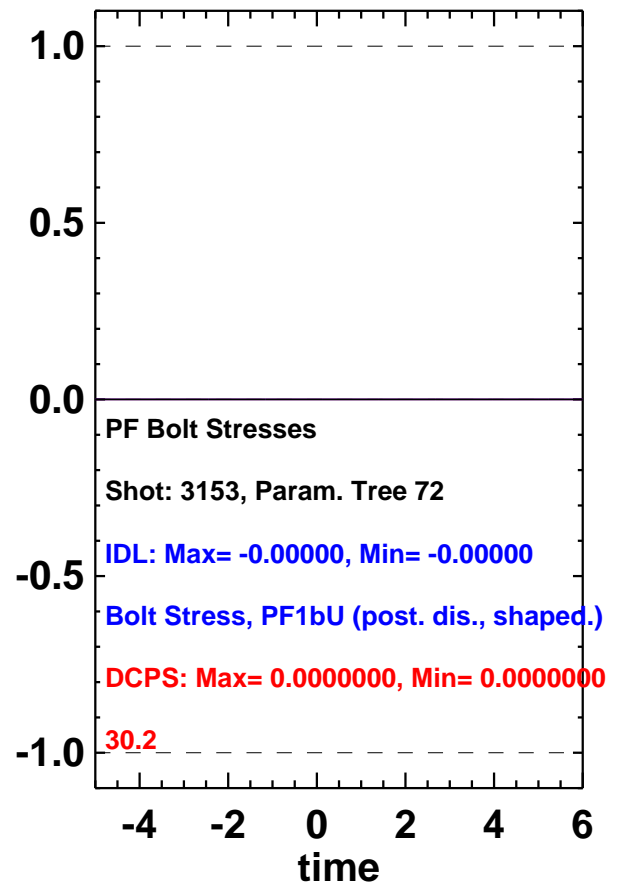 1.0
0.5
0.0
PF Bolt Stresses
Shot: 3153, Param. Tree 72
IDL: Max= -0.00000, Min= -0.00000
-0.5
Bolt Stress, PF1bU (post. dis., shaped.)
DCPS: Max= 0.0000000, Min= 0.0000000
30.2
-1.0
-4 -2 0 2 4 6
time